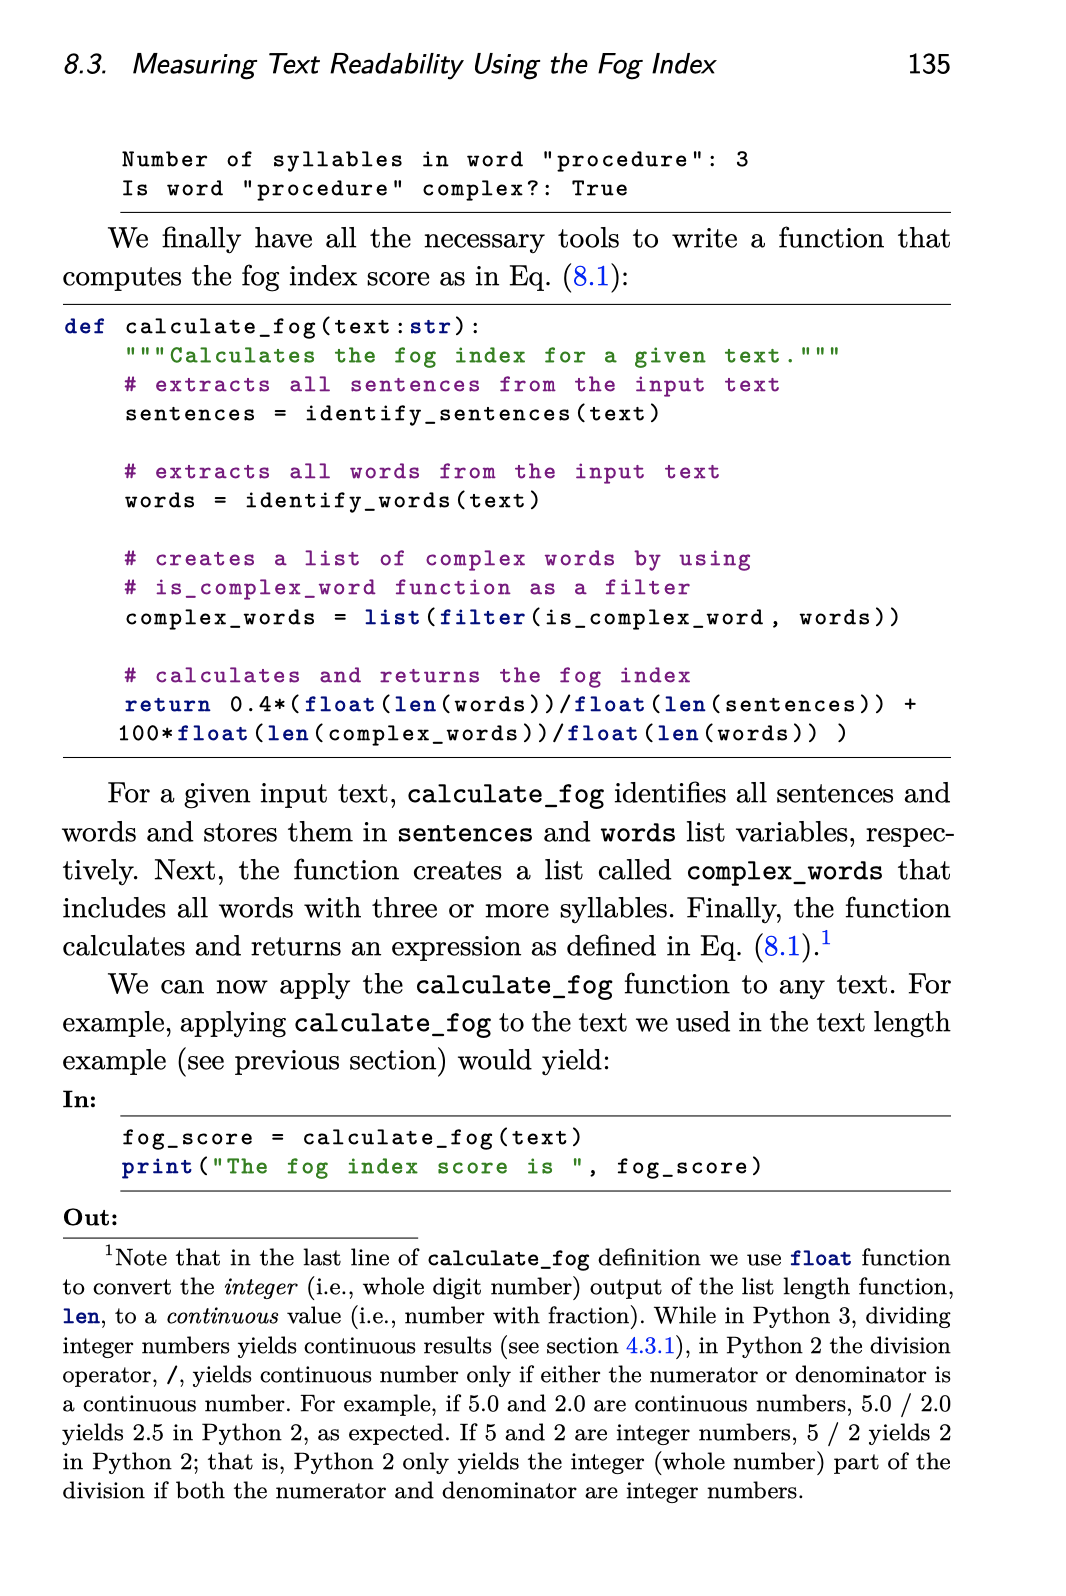 8.3. Measuring Text Readability Using the Fog Index 135
Number of syllables in word "procedure": 3
Is word "procedure" complex?: True
We finally have all the necessary tools to write a function that
computes the fog index score as in Eq. (8.1):
def calculate_fog(text:str):
"""Calculates the fog index for a given text."""
# extracts all sentences from the input text
sentences = identify_sentences(text)
# extracts all words from the input text
words = identify_words(text)
# creates a list of complex words by using
# is_complex_word function as a filter
complex_words = list(filter(is_complex_word, words))
# calculates and returns the fog index
return 0.4*(float(len(words))/float(len(sentences)) +
100*float(len(complex_words))/float(len(words)) )
For a given input text, calculate_fog identifies all sentences and
words and stores them in sentences and words list variables, respec-
tively. Next, the function creates a list called complex_words that
includes all words with three or more syllables. Finally, the function
calculates and returns an expression as defined in Eq. (8.1).1
We can now apply the calculate_fog function to any text. For
example, applying calculate_fog to the text we used in the text length
example (see previous section) would yield:
In:
fog_score = calculate_fog(text)
print("The fog index score is ", fog_score)
Out:
1Note that in the last line of calculate_fog definition we use float function
to convert the integer (i.e., whole digit number) output of the list length function,
len, to a continuous value (i.e., number with fraction). While in Python 3, dividing
integer numbers yields continuous results (see section 4.3.1), in Python 2 the division
operator, /, yields continuous number only if either the numerator or denominator is
a continuous number. For example, if 5.0 and 2.0 are continuous numbers, 5.0 / 2.0
yields 2.5 in Python 2, as expected. If 5 and 2 are integer numbers, 5 / 2 yields 2
in Python 2; that is, Python 2 only yields the integer (whole number) part of the
division if both the numerator and denominator are integer numbers.